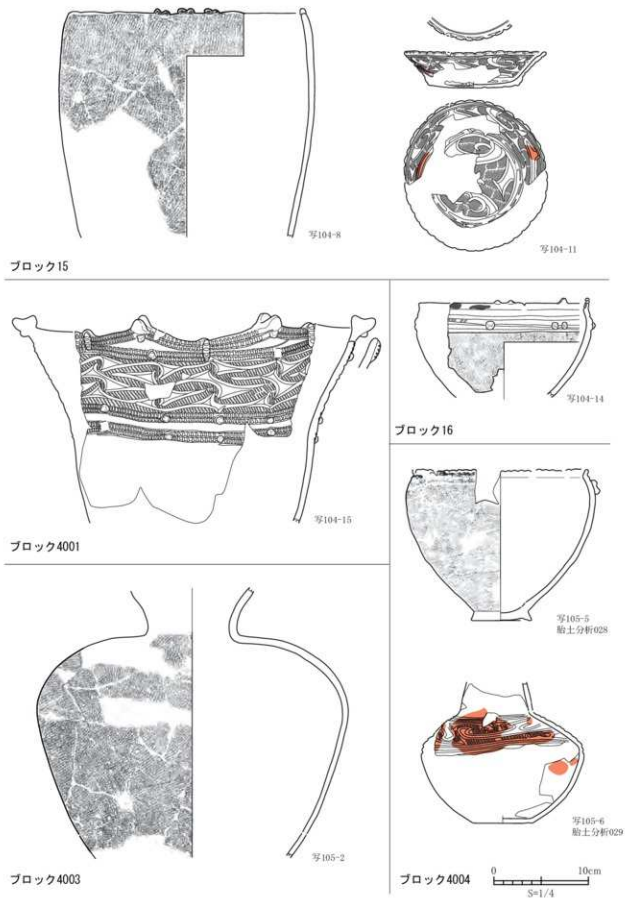 写104-8
写104-11
ブロック15
写104-14
ブロック16
写104-15
ブロック4001
写105-5
胎土分析028
写105-2
ブロック4003
写105-6
胎土分析029
ブロック4004
0 10cm
S=1/4